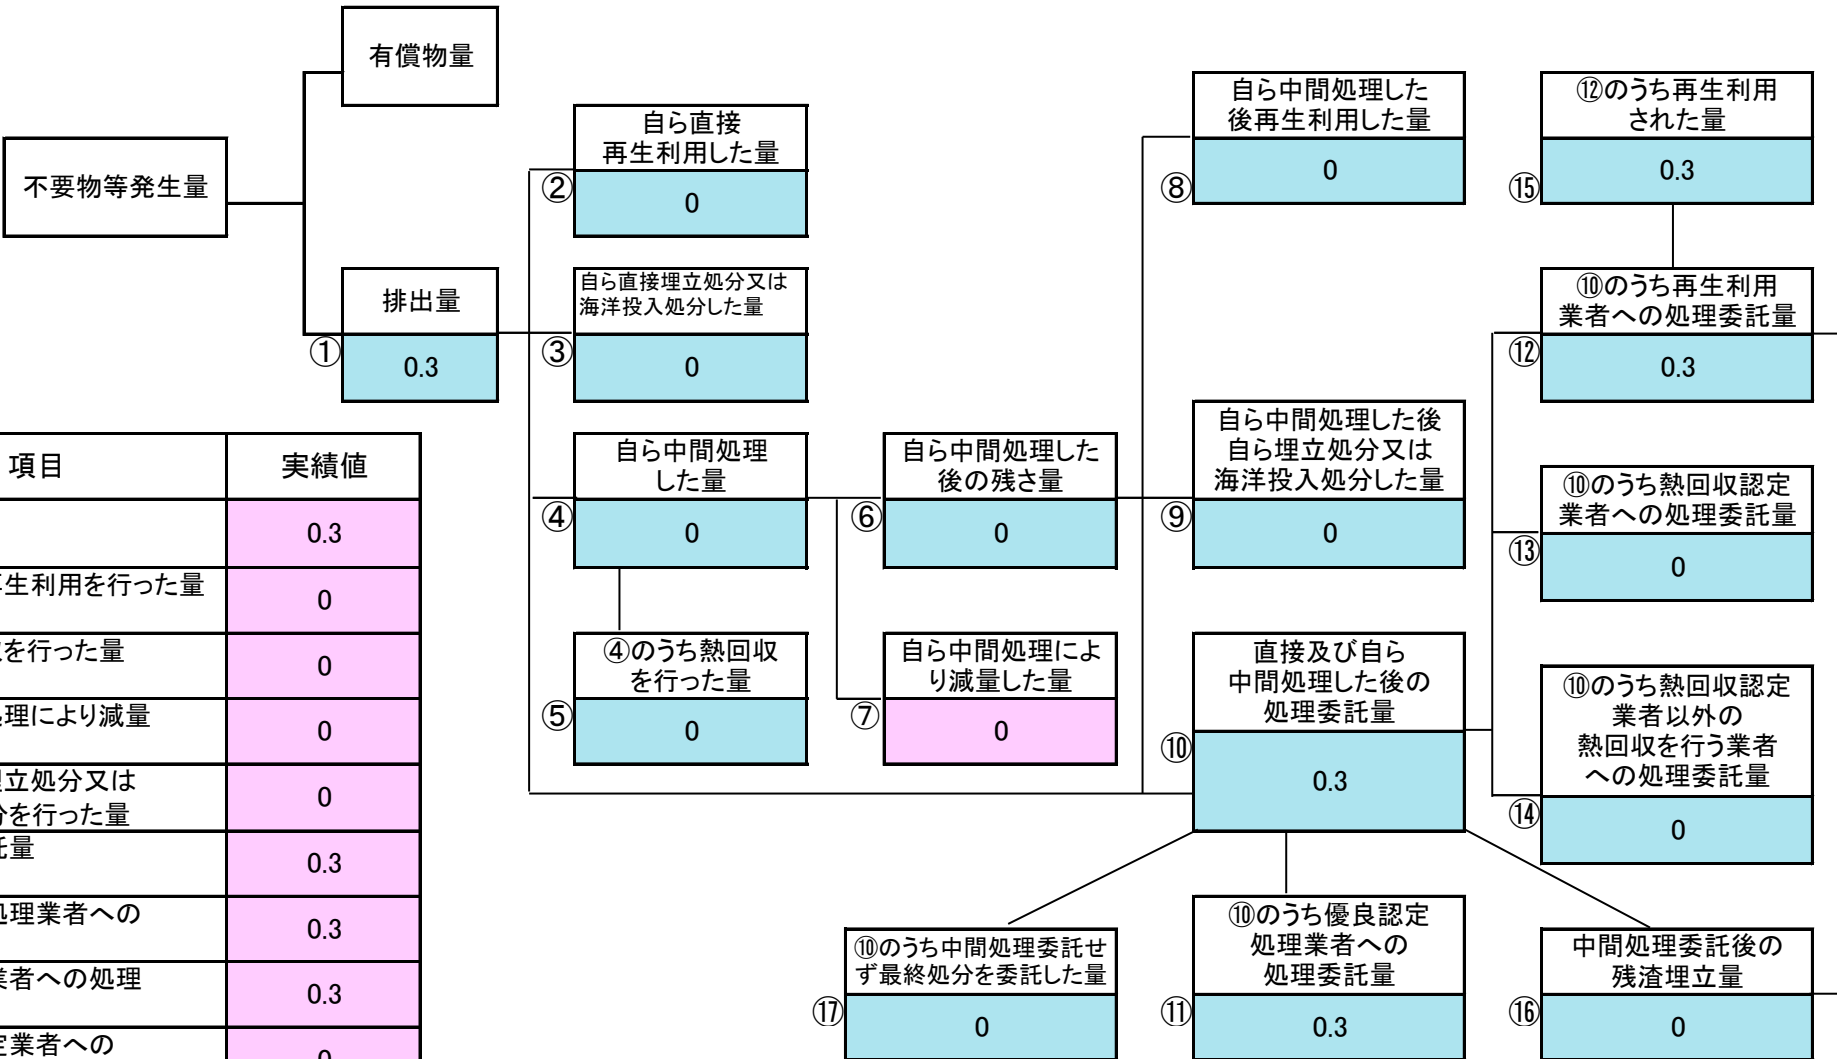 有償物量
不要物等発生量
排出量
①
0.3
自ら直接
再生利用した量
②
0
自ら直接埋立処分又は
海洋投入処分した量
③
0
自ら中間処理
した量
④
0
④のうち熱回収
を行った量
⑤
0
自ら中間処理した
後の残さ量
⑥
0
自ら中間処理によ
り減量した量
⑦
0
自ら中間処理した
後再生利用した量
⑧
0
自ら中間処理した後
自ら埋立処分又は
海洋投入処分した量
⑨
0
直接及び自ら
中間処理した後の
処理委託量
⑩
0.3
⑫のうち再生利用
された量
⑮
0.3
⑩のうち再生利用
業者への処理委託量
⑫
0.3
⑩のうち熱回収認定
業者への処理委託量
⑬
0
⑩のうち熱回収認定
業者以外の
熱回収を行う業者
への処理委託量
⑭
0
⑩のうち中間処理委託せ
ず最終処分を委託した量
⑰
0
⑩のうち優良認定
処理業者への
処理委託量
⑪
0.3
中間処理委託後の
残渣埋立量
⑯
0
項目 実績値
0.3
生利用を行った量 0
を行った量 0
理により減量 0
立処分又は
を行った量 0
量 0.3
処理業者への 0.3
業者への処理 0.3
業者への